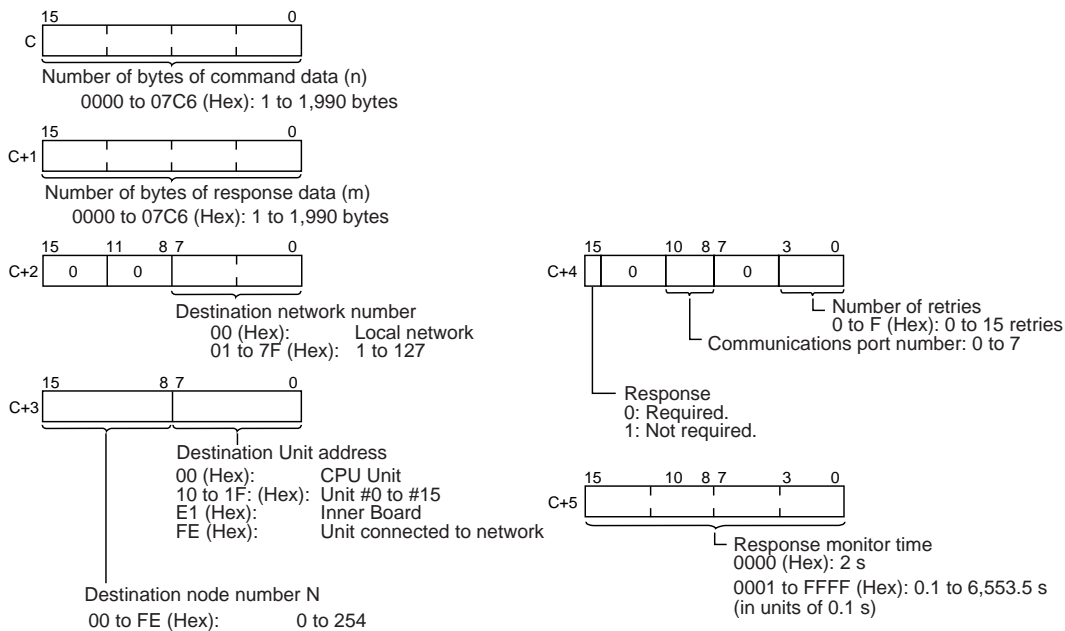 15 0
C
Number of bytes of command data (n)
0000 to 07C6 (Hex): 1 to 1,990 bytes
15 0
C+1
Number of bytes of response data (m)
0000 to 07C6 (Hex): 1 to 1,990 bytes
15 11 8 7 0
C+2 0 0
Destination network number
00 (Hex): Local network
01 to 7F (Hex): 1 to 127
15 8 7 0
C+3
Destination Unit address
00 (Hex): CPU Unit
10 to 1F: (Hex): Unit #0 to #15
E1 (Hex): Inner Board
FE (Hex): Unit connected to network
Destination node number N
00 to FE (Hex): 0 to 254
15 10 8 7 3 0
C+4 0 0
Number of retries
0 to F (Hex): 0 to 15 retries
Communications port number: 0 to 7
Response
0: Required.
1: Not required.
15 10 8 7 3 0
C+5
Response monitor time
0000 (Hex): 2 s
0001 to FFFF (Hex): 0.1 to 6,553.5 s
(in units of 0.1 s)